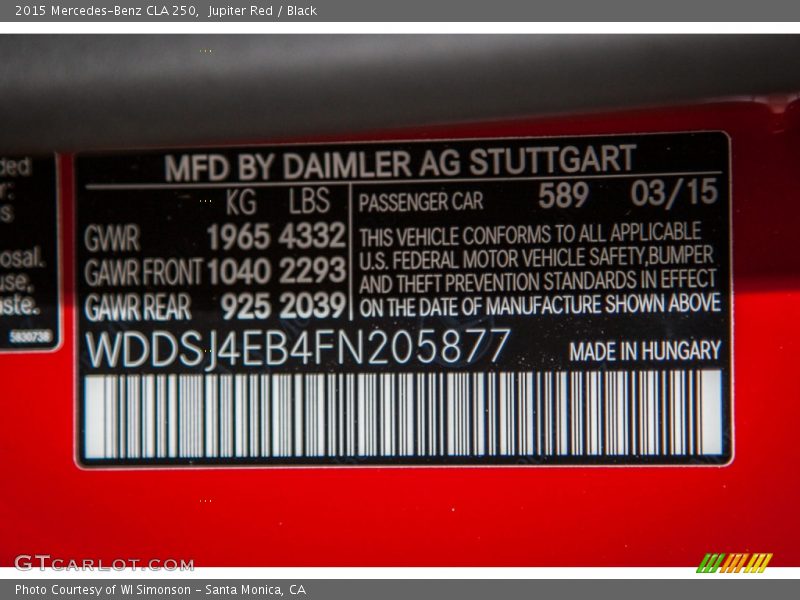 2015 Mercedes-Benz CLA 250, Jupiter Red / Black
MFD BY DAIMLER AG STUTTGART
KG LBS
GVWR 1965 4332
GAWR FRONT 1040 2293
GAWR REAR 925 2039
PASSENGER CAR 589 03/15
THIS VEHICLE CONFORMS TO ALL APPLICABLE
U.S. FEDERAL MOTOR VEHICLE SAFETY,BUMPER
AND THEFT PREVENTION STANDARDS IN EFFECT
ON THE DATE OF MANUFACTURE SHOWN ABOVE
WDDSJ4EB4FN205877
MADE IN HUNGARY
GTCARLOT.COM
Photo Courtesy of WI Simonson - Santa Monica, CA